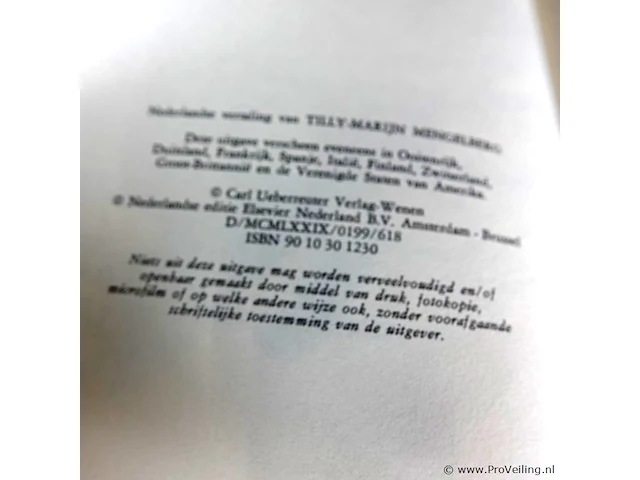 Nederlandse vertaling van TILLY-MARIJN MENGELBERG
Deze uitgave verscheen eveneens in Oostenrijk,
Duitsland, Frankrijk, Spanje, Italië, Finland, Zwitserland,
Groot-Brittannië en de Verenigde Staten van Amerika.
© Carl Ueberreuter Verlag-Wenen
© Nederlandse editie Elsevier Nederland B.V. Amsterdam - Brussel
D/MCMLXXIX/0199/618
ISBN 90 10 30 1230
Niets uit deze uitgave mag worden verveelvoudigd en/of
openbaar gemaakt door middel van druk, fotokopie,
microfilm of op welke andere wijze ook, zonder voorafgaande
schriftelijke toestemming van de uitgever.
© www.ProVeiling.nl